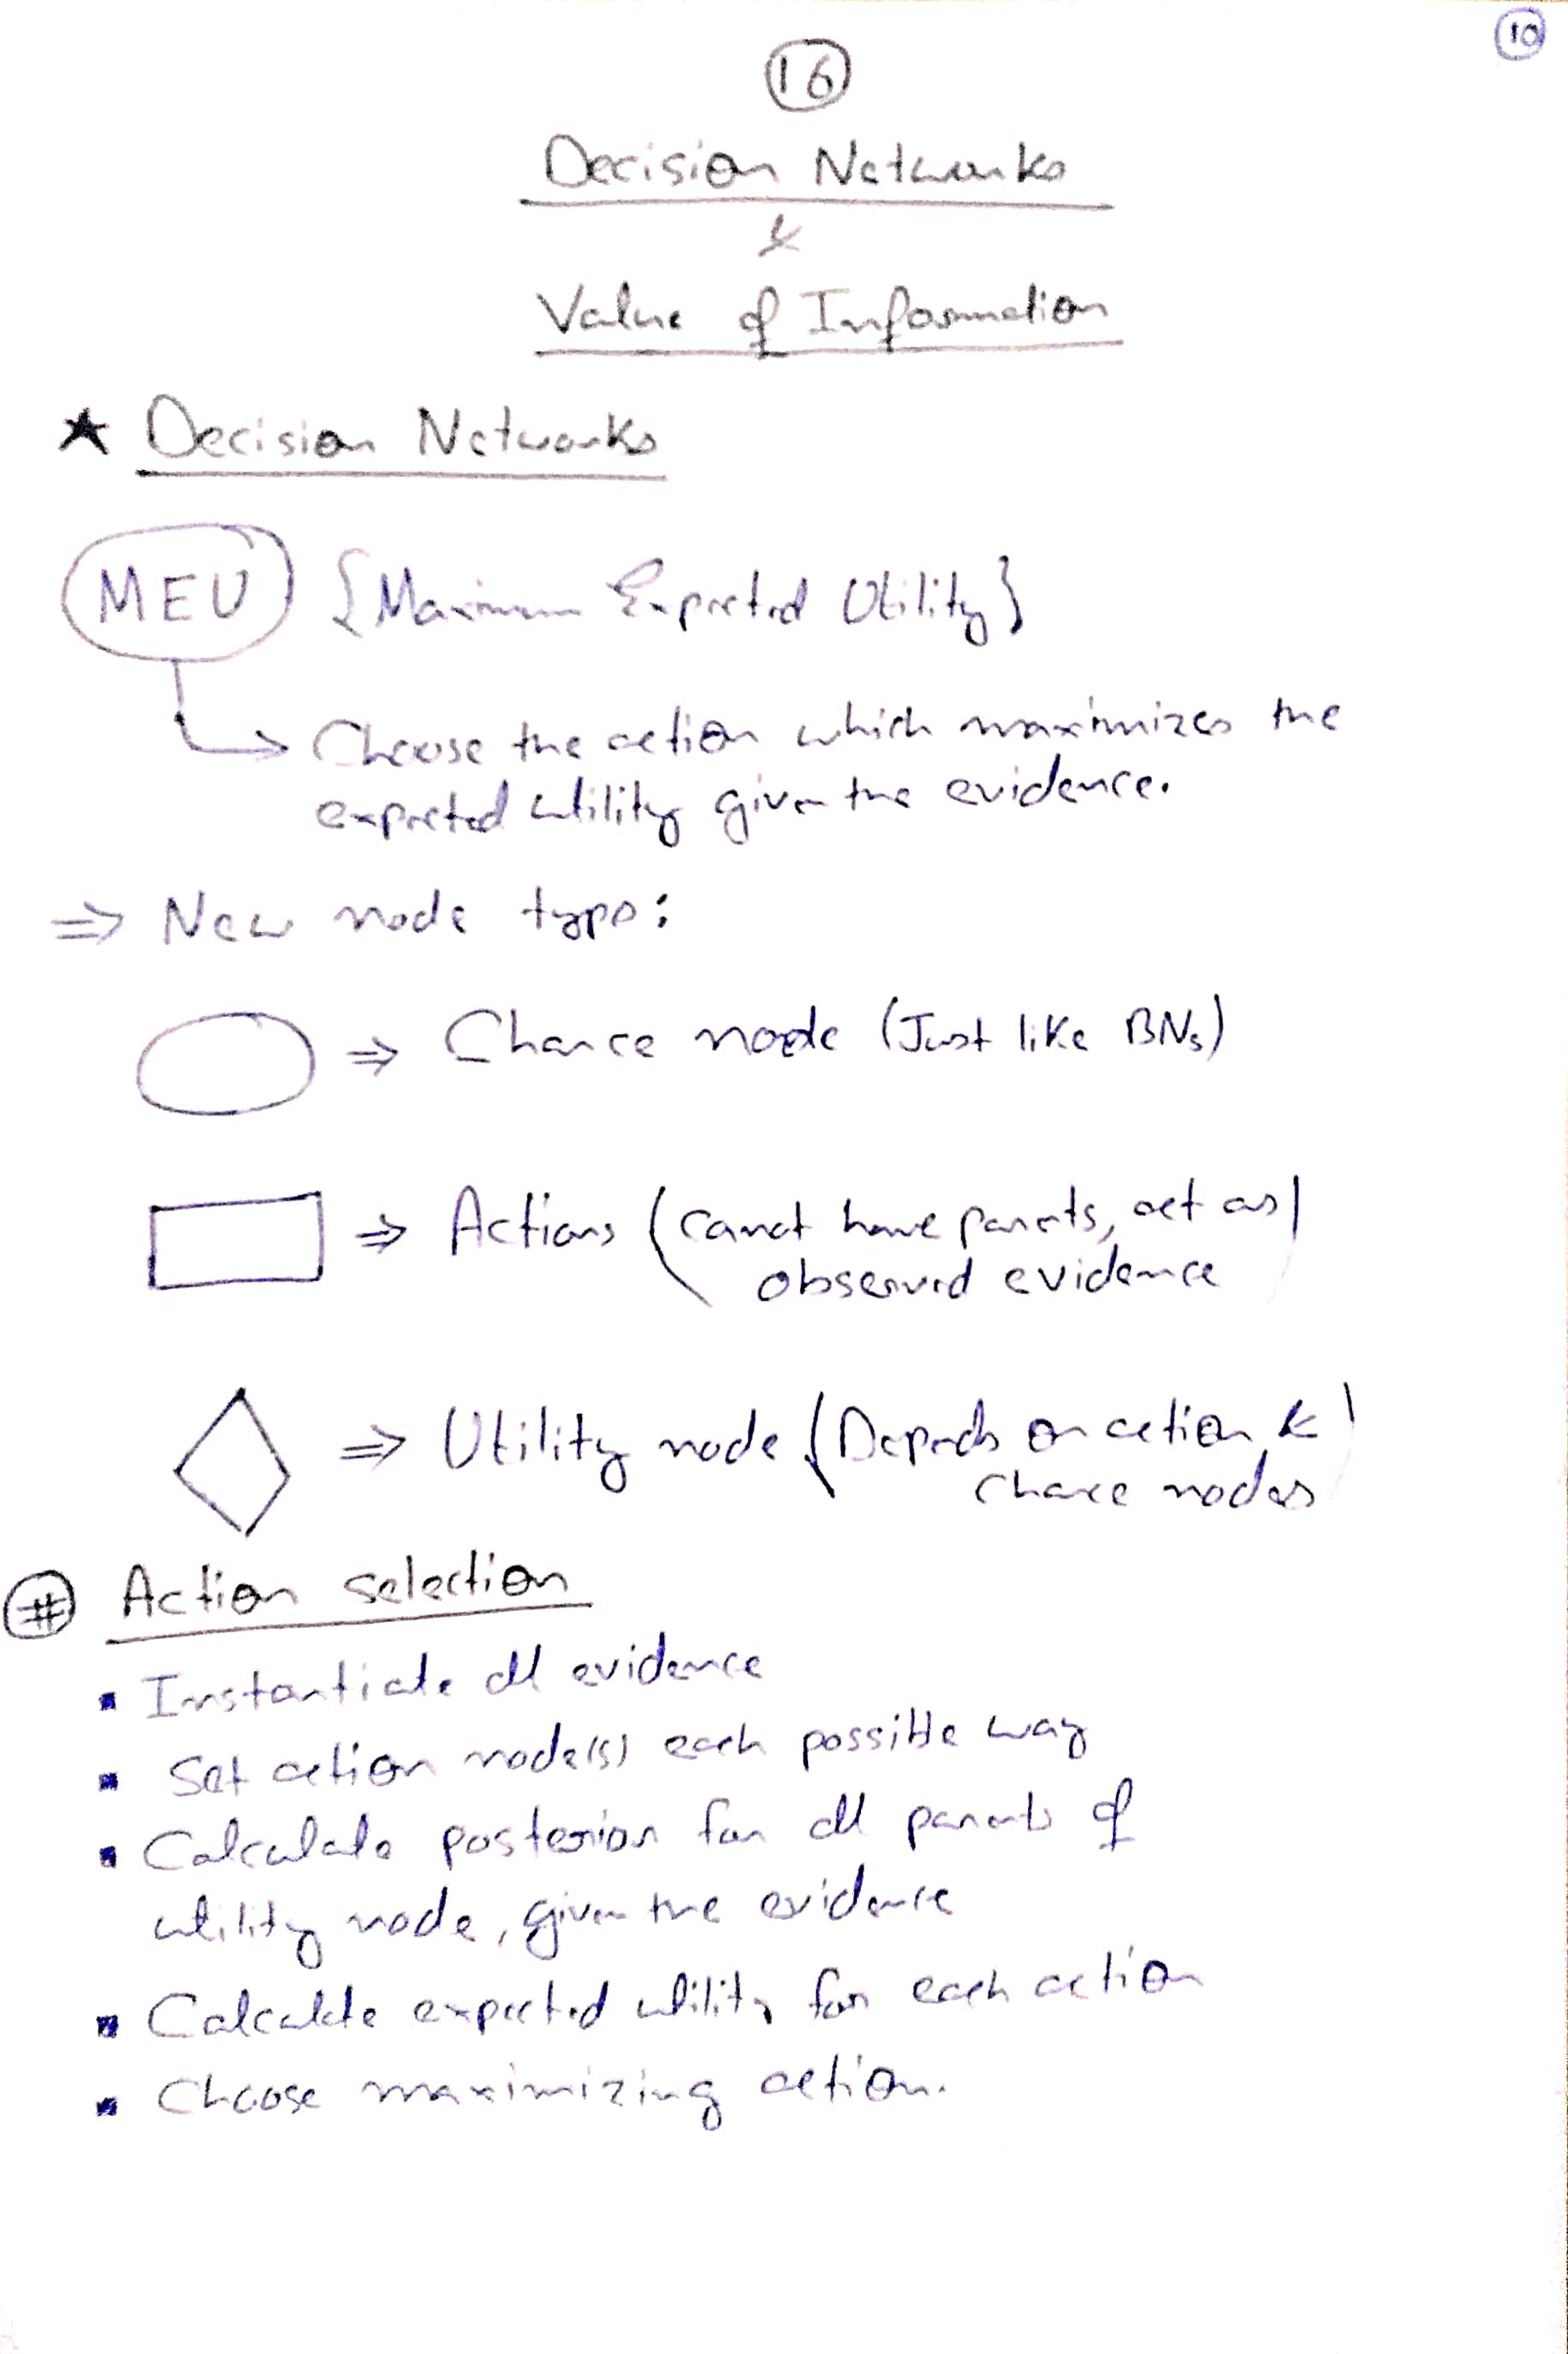 10
16
Decision Networks
&
Value of Information
★ Decision Networks
MEU {Maximum Expected Utility}
→ Choose the action which maximizes the
expected utility given the evidence.
⇒ New node types:
⇒ Chance node (Just like BNs)
⇒ Actions (cannot have parents, act as
observed evidence)
⇒ Utility node (Depends on action &
chance nodes)
# Action selection
▪ Instantiate all evidence
▪ Set action node(s) each possible way
▪ Calculate posterior for all parents of
utility node, given the evidence
▪ Calculate expected utility for each action
▪ Choose maximizing action.